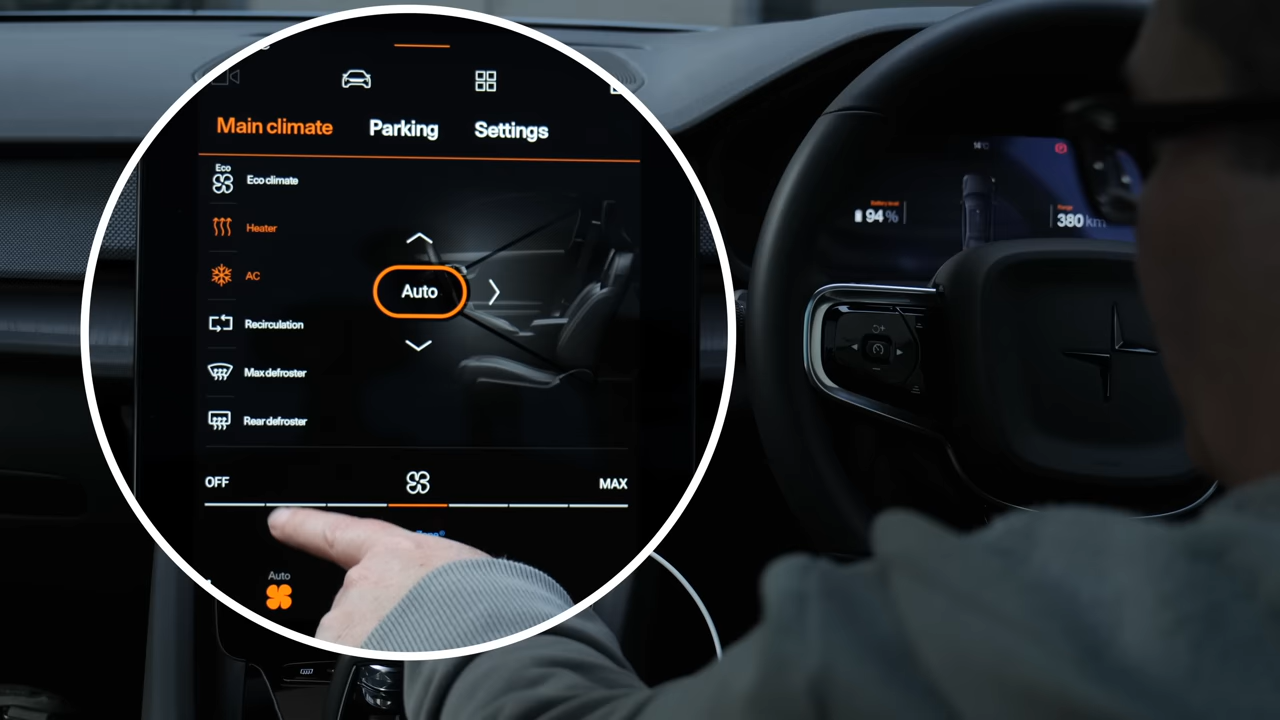 Main climate Parking Settings
Eco
Eco climate
Heater
AC
Auto
Recirculation
Max defroster
Rear defroster
OFF MAX
Auto
14°C
Battery level
94 %
Range
380 km